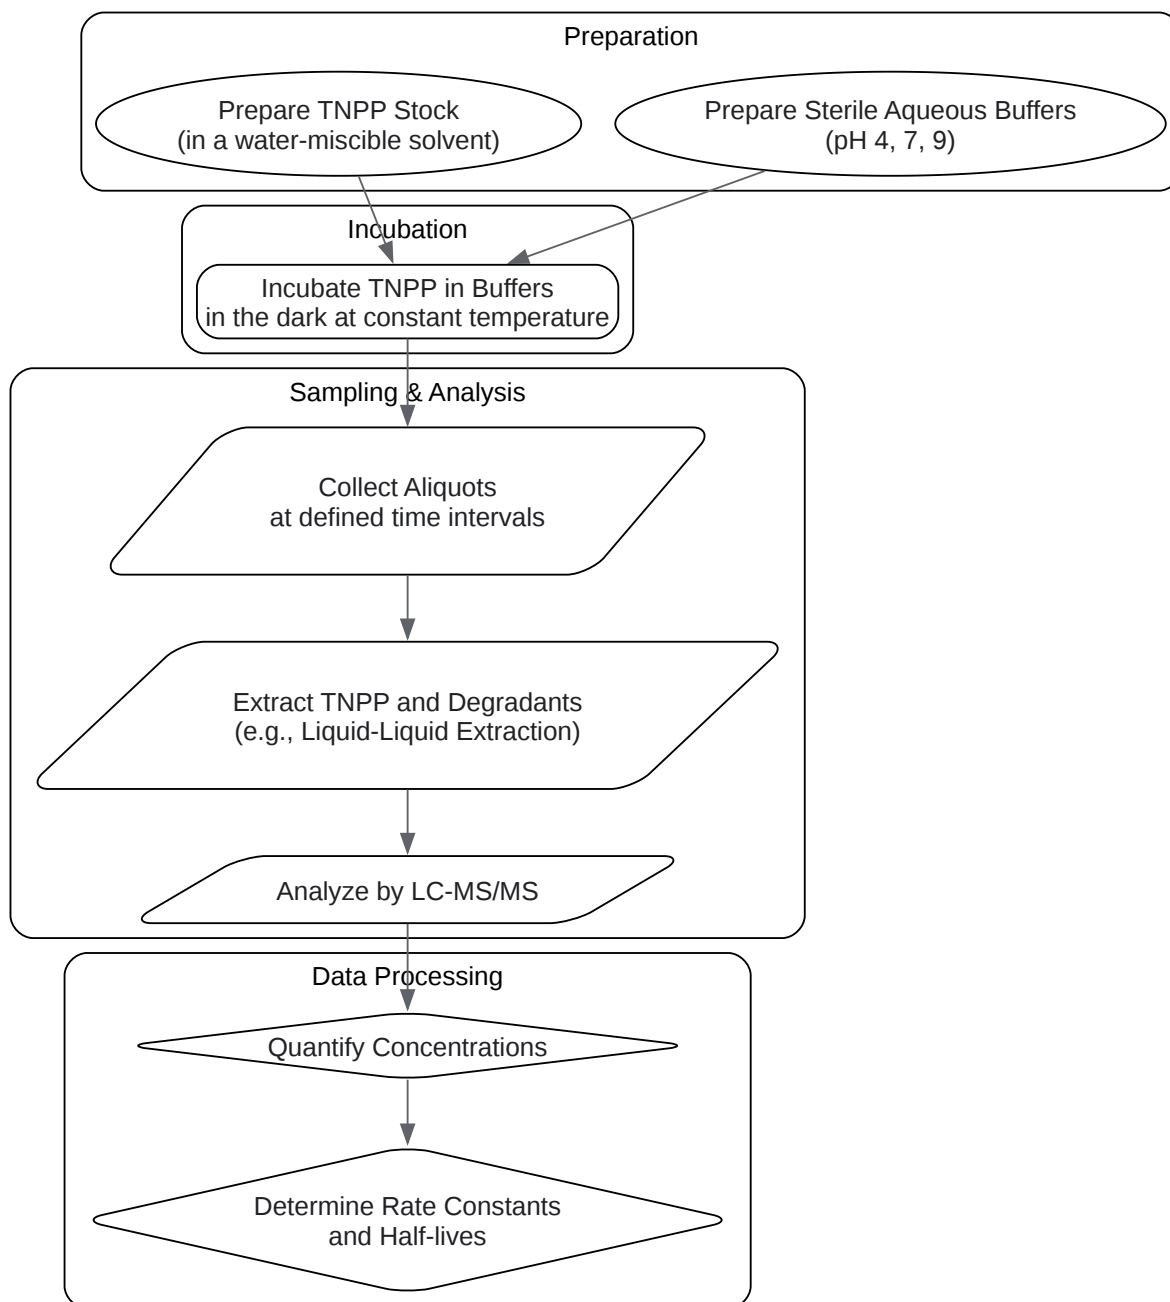 Preparation
Prepare TNPP Stock
(in a water-miscible solvent)
Prepare Sterile Aqueous Buffers
(pH 4, 7, 9)
Incubation
Incubate TNPP in Buffers
in the dark at constant temperature
Sampling & Analysis
Collect Aliquots
at defined time intervals
Extract TNPP and Degradants
(e.g., Liquid-Liquid Extraction)
Analyze by LC-MS/MS
Data Processing
Quantify Concentrations
Determine Rate Constants
and Half-lives